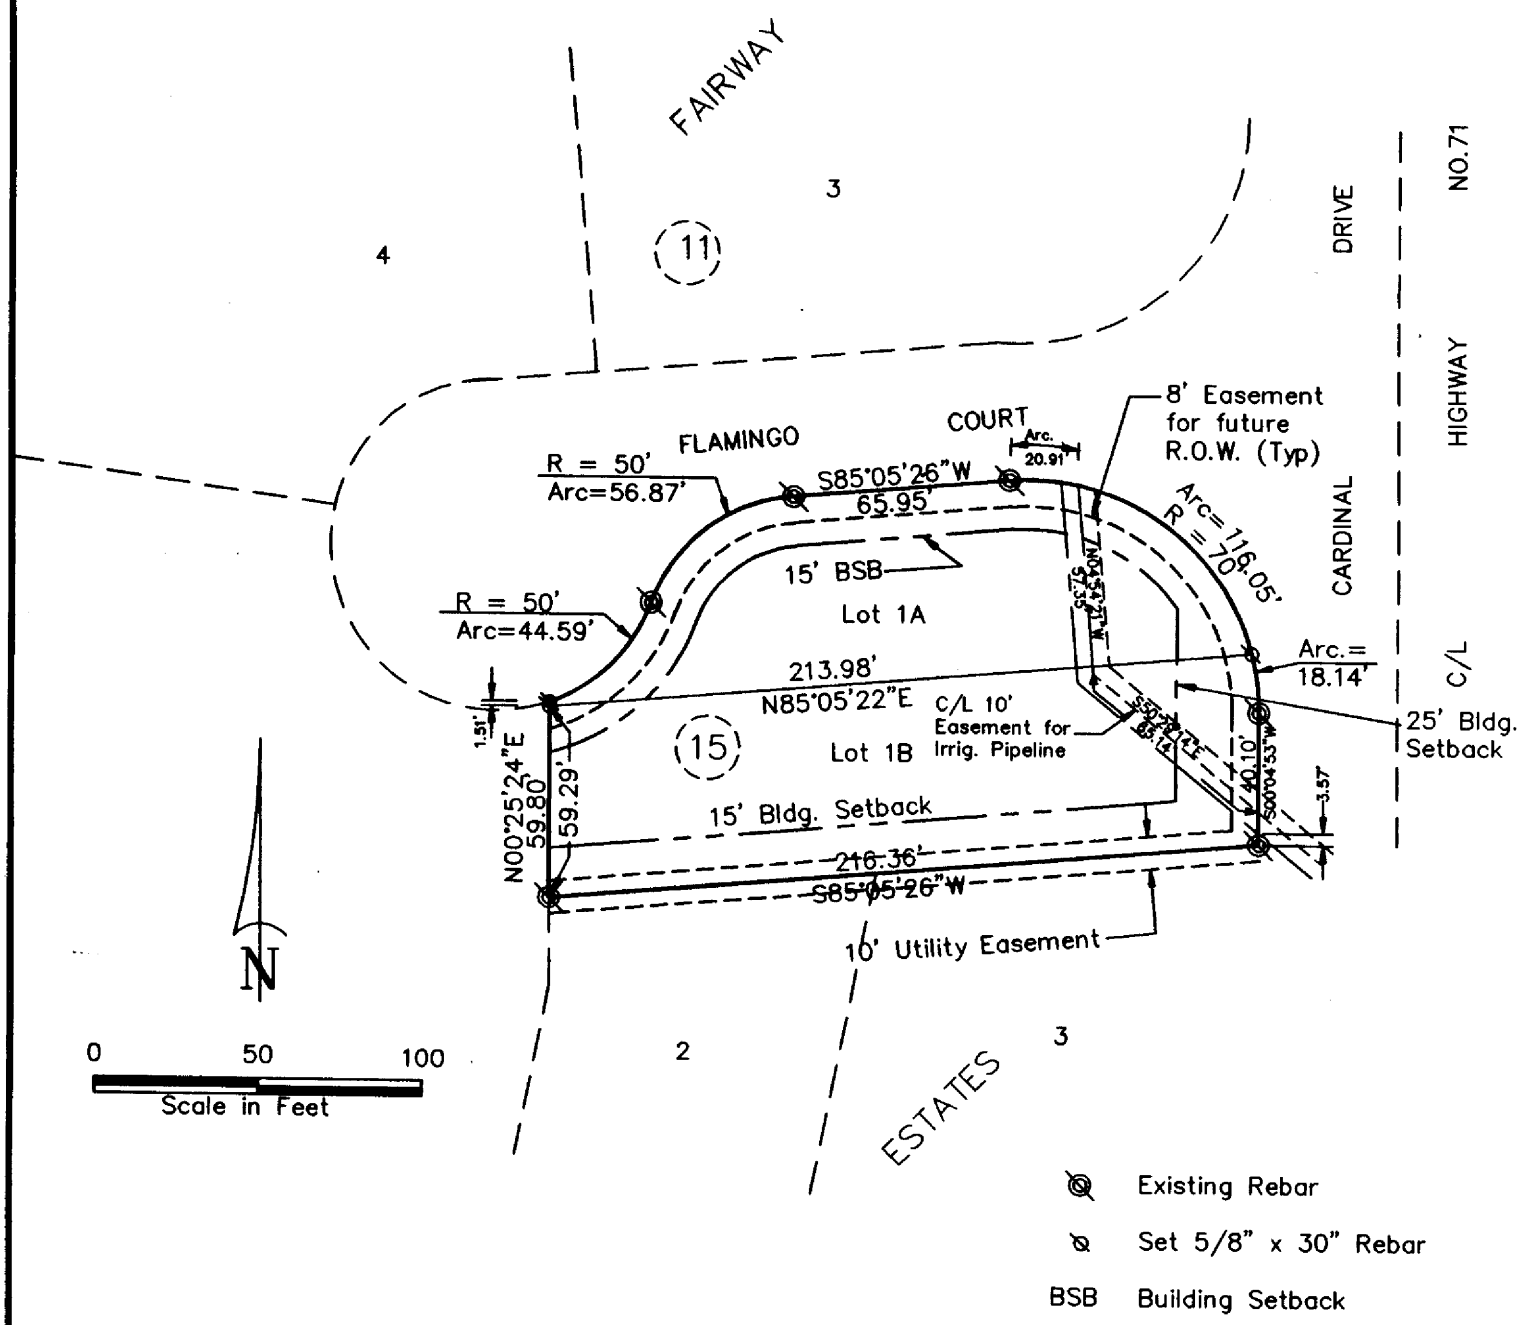 FAIRWAY
3
4
11
DRIVE
NO.71
HIGHWAY
CARDINAL
C/L
FLAMINGO
COURT
Arc.
20.91'
8' Easement
for future
R.O.W. (Typ)
R = 50'
Arc=56.87'
S85°05'26"W
65.95'
Arc=116.05'
R = 70'
15' BSB
Lot 1A
N04°54'21"W
57.35'
R = 50'
Arc=44.59'
213.98'
N85°05'22"E
Arc.=
18.14'
1.51'
N00°25'24"E
59.80'
59.29'
15
Lot 1B
C/L 10'
Easement for
Irrig. Pipeline
40.10'
S00°04'53"W
25' Bldg.
Setback
3.57'
15' Bldg. Setback
216.36'
S85°05'26"W
10' Utility Easement
N
0 50 100
Scale in Feet
2
3
ESTATES
Existing Rebar
Set 5/8" x 30" Rebar
BSB Building Setback